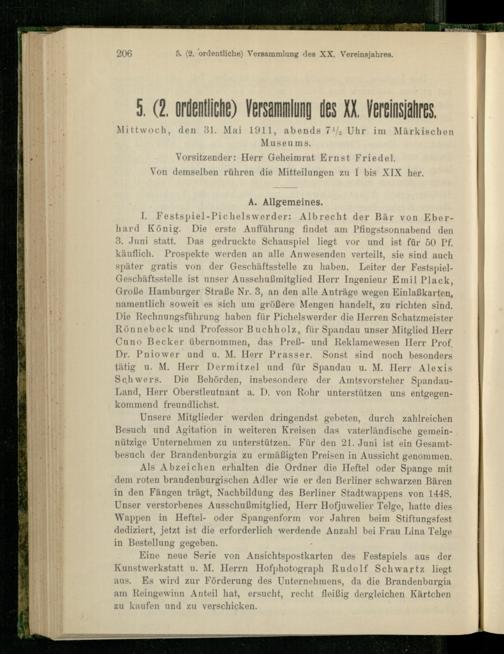 206 5. (2. ordentliche) Versammlung des XX. Vereinsjahres.
5. (2. ordentliche) Versammlung des XX. Vereinsjahres.
Mittwoch, den 31. Mai 1911, abends 7½ Uhr im Märkischen
Museums.
Vorsitzender: Herr Geheimrat Ernst Friedel.
Von demselben rühren die Mitteilungen zu I bis XIX her.
A. Allgemeines.
I. Festspiel-Pichelswerder: Albrecht der Bär von Eber-
hard König. Die erste Aufführung findet am Pfingstsonnabend den
3. Juni statt. Das gedruckte Schauspiel liegt vor und ist für 50 Pf.
käuflich. Prospekte werden an alle Anwesenden verteilt, sie sind auch
später gratis von der Geschäftsstelle zu haben. Leiter der Festspiel-
Geschäftsstelle ist unser Ausschußmitglied Herr Ingenieur Emil Plack,
Große Hamburger Straße Nr. 3, an den alle Anträge wegen Einlaßkarten,
namentlich soweit es sich um größere Mengen handelt, zu richten sind.
Die Rechnungsführung haben für Pichelswerder die Herren Schatzmeister
Rönnebeck und Professor Buchholz, für Spandau unser Mitglied Herr
Cuno Becker übernommen, das Preß- und Reklamewesen Herr Prof.
Dr. Pniower und u. M. Herr Prasser. Sonst sind noch besonders
tätig u. M. Herr Dermitzel und für Spandau u. M. Herr Alexis
Schwers. Die Behörden, insbesondere der Amtsvorsteher Spandau-
Land, Herr Oberstleutnant a. D. von Rohr unterstützen uns entgegen-
kommend freundlichst.
Unsere Mitglieder werden dringendst gebeten, durch zahlreichen
Besuch und Agitation in weiteren Kreisen das vaterländische gemein-
nützige Unternehmen zu unterstützen. Für den 21. Juni ist ein Gesamt-
besuch der Brandenburgia zu ermäßigten Preisen in Aussicht genommen.
Als Abzeichen erhalten die Ordner die Heftel oder Spange mit
dem roten brandenburgischen Adler wie er den Berliner schwarzen Bären
in den Fängen trägt, Nachbildung des Berliner Stadtwappens von 1448.
Unser verstorbenes Ausschußmitglied, Herr Hofjuwelier Telge, hatte dies
Wappen in Heftel- oder Spangenform vor Jahren beim Stiftungsfest
dediziert, jetzt ist die erforderlich werdende Anzahl bei Frau Lina Telge
in Bestellung gegeben.
Eine neue Serie von Ansichtspostkarten des Festspiels aus der
Kunstwerkstatt u. M. Herrn Hofphotograph Rudolf Schwartz liegt
aus. Es wird zur Förderung des Unternehmens, da die Brandenburgia
am Reingewinn Anteil hat, ersucht, recht fleißig dergleichen Kärtchen
zu kaufen und zu verschicken.